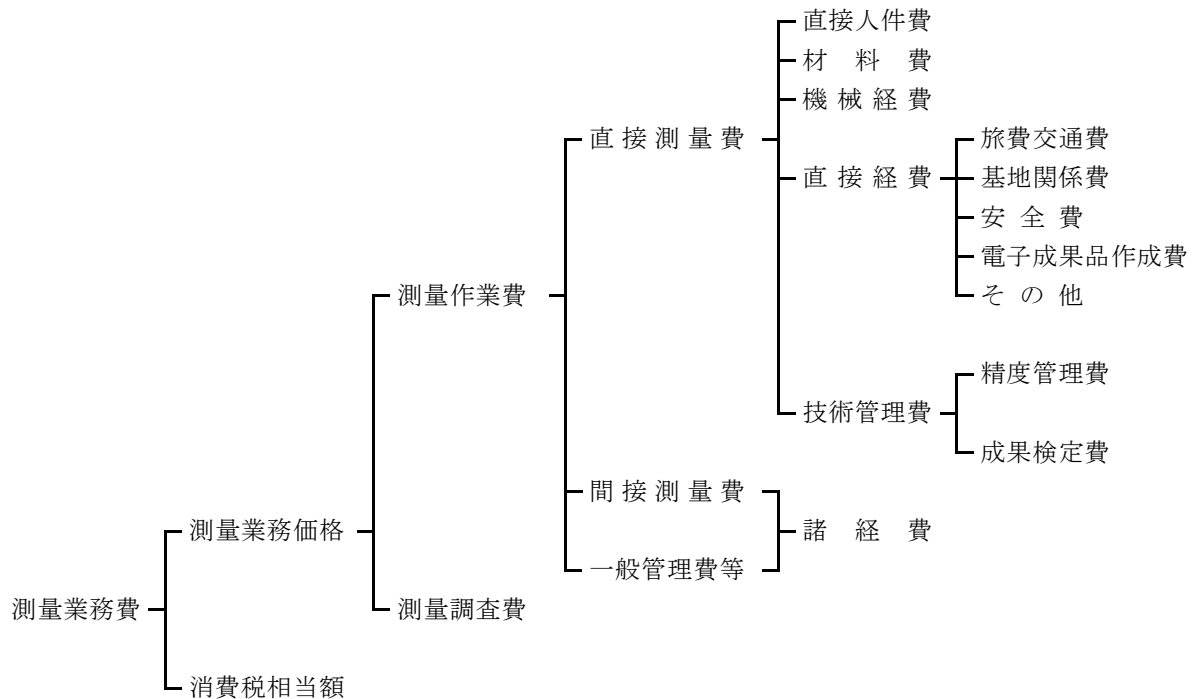 直接人件費
材料費
機械経費
直接測量費
旅費交通費
直接経費
基地関係費
安全費
電子成果品作成費
測量作業費
その他
精度管理費
技術管理費
成果検定費
間接測量費
測量業務価格
諸経費
一般管理費等
測量業務費
測量調査費
消費税相当額